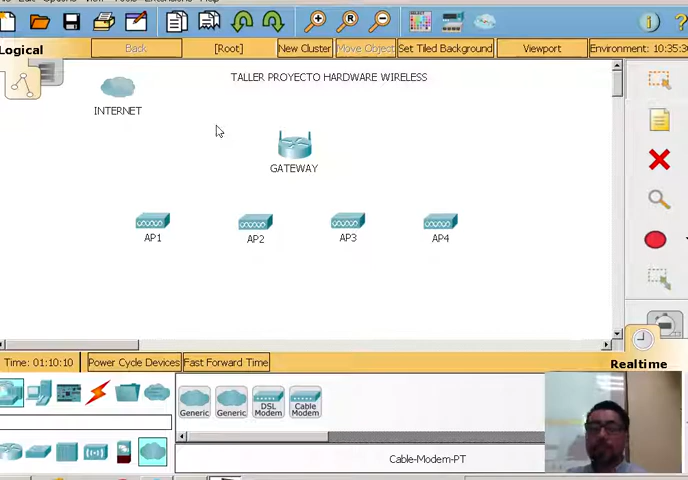 Logical
Back
[Root]
New Cluster
Move Object
Set Tiled Background
Viewport
Environment: 10:35:3
TALLER PROYECTO HARDWARE WIRELESS
INTERNET
GATEWAY
AP1
AP2
AP3
AP4
Time: 01:10:10
Power Cycle Devices
Fast Forward Time
Realtime
Generic
Generic
DSL Modem
Cable Modem
Cable-Modem-PT